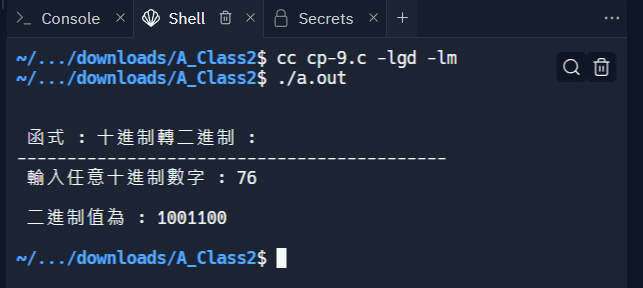 Console Shell Secrets
~/.../downloads/A_Class2$ cc cp-9.c -lgd -lm
~/.../downloads/A_Class2$ ./a.out
函式 : 十進制轉二進制 :
-------------------------------------------
輸入任意十進制數字 : 76
二進制值為 : 1001100
~/.../downloads/A_Class2$